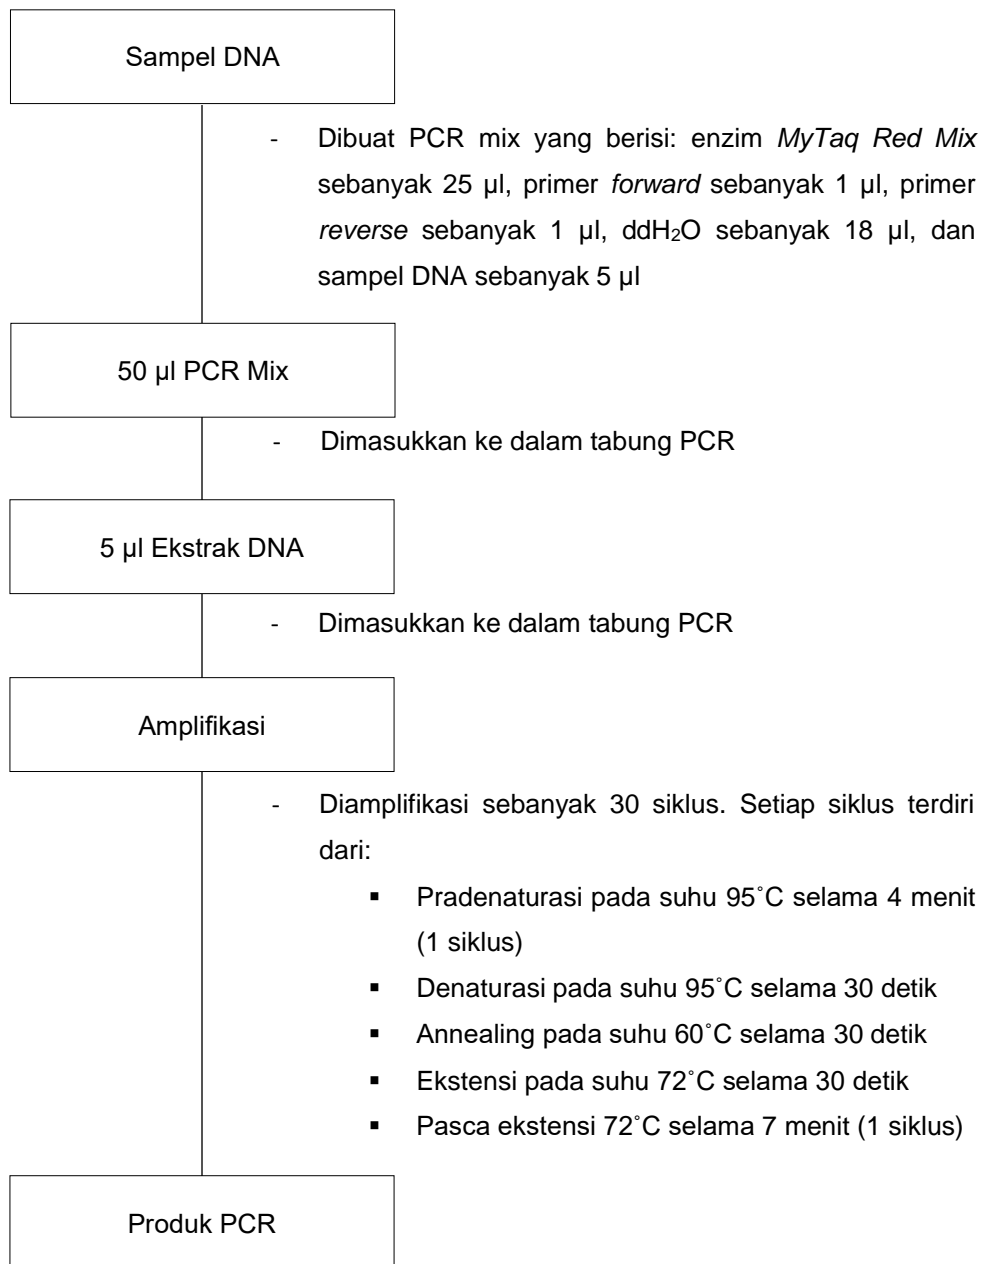 Sampel DNA
- Dibuat PCR mix yang berisi: enzim MyTaq Red Mix
sebanyak 25 µl, primer forward sebanyak 1 µl, primer
reverse sebanyak 1 µl, ddH₂O sebanyak 18 µl, dan
sampel DNA sebanyak 5 µl
50 µl PCR Mix
- Dimasukkan ke dalam tabung PCR
5 µl Ekstrak DNA
- Dimasukkan ke dalam tabung PCR
Amplifikasi
- Diamplifikasi sebanyak 30 siklus. Setiap siklus terdiri
dari:
▪ Pradenaturasi pada suhu 95˚C selama 4 menit
(1 siklus)
▪ Denaturasi pada suhu 95˚C selama 30 detik
▪ Annealing pada suhu 60˚C selama 30 detik
▪ Ekstensi pada suhu 72˚C selama 30 detik
▪ Pasca ekstensi 72˚C selama 7 menit (1 siklus)
Produk PCR